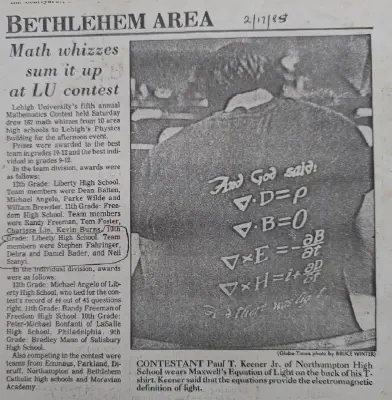 BETHLEHEM AREA
2/17/85
Math whizzes
sum it up
at LU contest
Lehigh University's fifth annual
Mathematics Contest held Saturday
drew 167 math whizzes from 10 area
high schools to Lehigh's Physics
Building for the afternoon event.
Prizes were awarded to the best
team in grades 10-12 and the best
individual in grades 9-12.
In the team division, awards were
as follows:
12th Grade: Liberty High School.
Team members were Dean Bottan,
Michael Angelo, Parke Wilde and
William Brewster. 11th Grade: Free-
dom High School. Team members
were Randy Freeman, Tom Foster,
Charisse Lin, Kevin Burns. 10th
Grade: Liberty High School. Team
members were Stephen Fishringer,
Debra and Daniel Bader, and Neil
In the individual division, awards
were as follows:
12th Grade: Michael Angelo of Lib-
erty High School, who tied for the con-
test's record of 44 out of 45 questions
right. 11th Grade: Randy Freeman of
Freedom High School. 10th Grade:
Peter-Michael Bontanti of LaSalle
High School, Philadelphia. 9th
Grade: Bradley Mann of Salisbury
High School.
Also competing in the contest were
teams from Emmaus, Parkland, Di-
eruff, Northampton and Bethlehem
Catholic high schools and Moravian
Academy
And God said:
∇·D=ρ
∇·B=0
∇×E=-∂B/∂t
∇×H=i+∂D/∂t
(Globe-Times photo by BRUCE WINTER)
CONTESTANT Paul T. Keener Jr. of Northampton High
School wears Maxwell's Equation of Light on the back of his T-
shirt. Keener said that the equations provide the electromagnetic
definition of light.